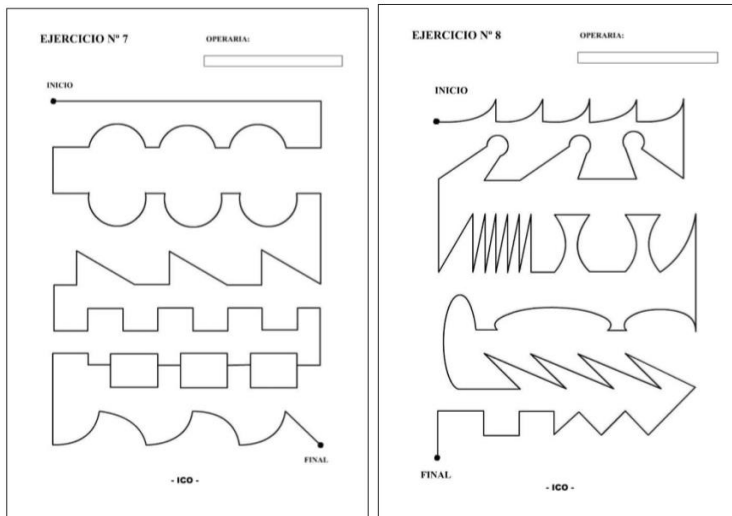 EJERCICIO Nº 7
OPERARIA:
INICIO
FINAL
- ICO -
EJERCICIO Nº 8
OPERARIA:
INICIO
FINAL
- ICO -